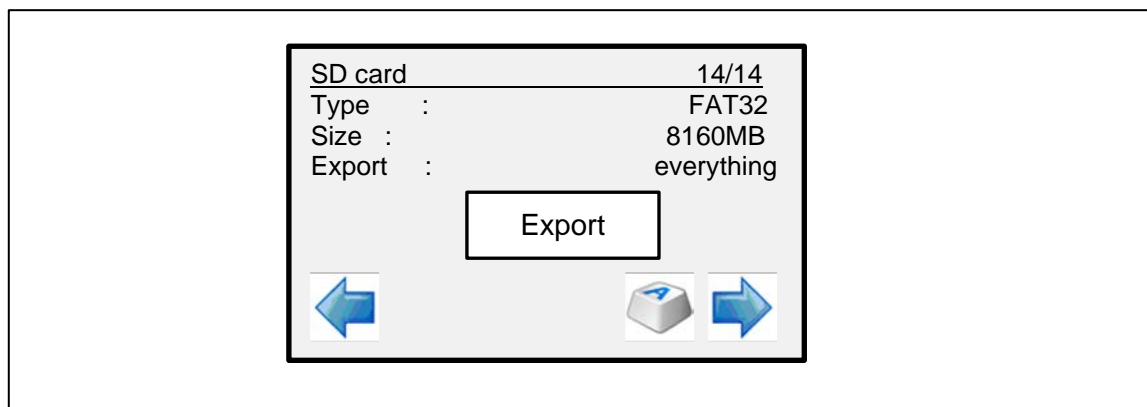 SD card 14/14
Type : FAT32
Size : 8160MB
Export : everything
Export
A